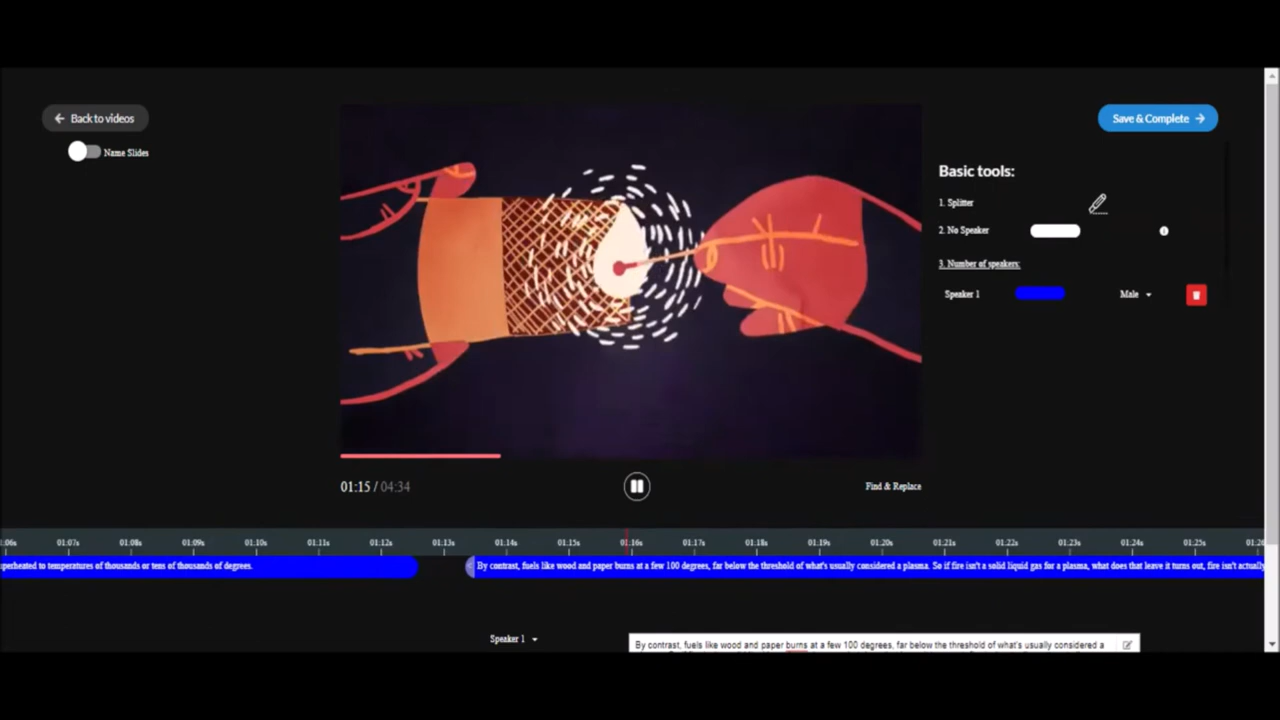 Back to videos
Save & Complete
Name Slides
Basic tools:
1. Splitter
2. No Speaker
3. Number of speakers:
Speaker 1
Male
01:15 / 04:34
Find & Replace
:06s 01:07s 01:08s 01:09s 01:10s 01:11s 01:12s 01:13s 01:14s 01:15s 01:16s 01:17s 01:18s 01:19s 01:20s 01:21s 01:22s 01:23s 01:24s 01:25s 01:26
perheated to temperatures of thousands or tens of thousands of degrees.
By contrast, fuels like wood and paper burns at a few 100 degrees, far below the threshold of what's usually considered a plasma. So if fire isn't a solid liquid gas for a plasma, what does that leave it turns out, fire isn't actually
Speaker 1
By contrast, fuels like wood and paper burns at a few 100 degrees, far below the threshold of what's usually considered a